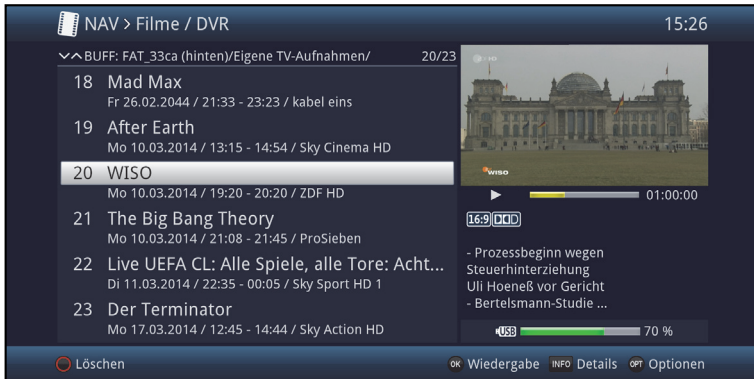 NAV > Filme / DVR
15:26
BUFF: FAT_33ca (hinten)/Eigene TV-Aufnahmen/ 20/23
18 Mad Max
Fr 26.02.2044 / 21:33 - 23:23 / kabel eins
19 After Earth
Mo 10.03.2014 / 13:15 - 14:54 / Sky Cinema HD
20 WISO
Mo 10.03.2014 / 19:20 - 20:20 / ZDF HD
21 The Big Bang Theory
Mo 10.03.2014 / 21:08 - 21:45 / ProSieben
22 Live UEFA CL: Alle Spiele, alle Tore: Acht...
Di 11.03.2014 / 22:35 - 00:05 / Sky Sport HD 1
23 Der Terminator
Mo 17.03.2014 / 12:45 - 14:44 / Sky Action HD
WISO
01:00:00
16:9
- Prozessbeginn wegen
Steuerhinterziehung
Uli Hoeneß vor Gericht
- Bertelsmann-Studie ...
USB 70 %
Löschen
OK Wiedergabe INFO Details OPT Optionen